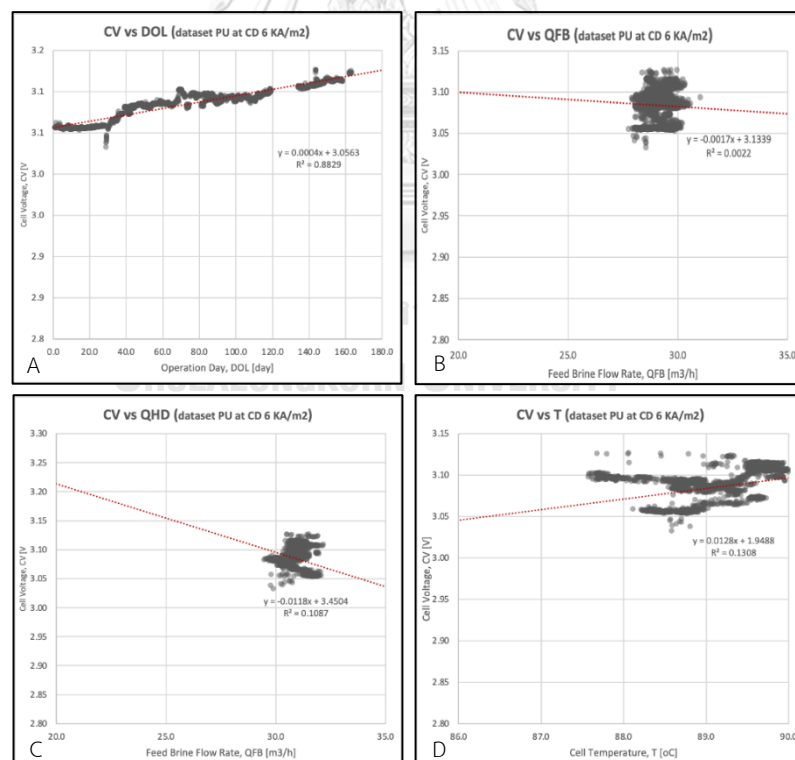 CV vs DOL (dataset PU at CD 6 KA/m2)
3.2
3.1
3.1
3.0
3.0
2.9
2.9
2.8
Cell Voltage, CV [V
y = 0.0004x + 3.0563
R² = 0.8829
0.0 20.0 40.0 60.0 80.0 100.0 120.0 140.0 160.0 180.0
Operation Day, DOL [day]
A
CV vs QFB (dataset PU at CD 6 KA/m2)
3.15
3.10
3.05
3.00
2.95
2.90
2.85
2.80
Cell Voltage, CV [V
y = -0.0017x + 3.1339
R² = 0.0022
20.0 25.0 30.0 35.0
Feed Brine Flow Rate, QFB [m3/h]
B
CV vs QHD (dataset PU at CD 6 KA/m2)
3.30
3.25
3.20
3.15
3.10
3.05
3.00
2.95
2.90
2.85
2.80
Cell Voltage, CV [V]
y = -0.0118x + 3.4504
R² = 0.1087
20.0 25.0 30.0 35.0
Feed Brine Flow Rate, QFB [m3/h]
C
CV vs T (dataset PU at CD 6 KA/m2)
3.15
3.10
3.05
3.00
2.95
2.90
2.85
2.80
Cell Voltage, CV [V]
y = 0.0128x + 1.9488
R² = 0.1308
86.0 87.0 88.0 89.0 90.0
Cell Temperature, T [oC]
D